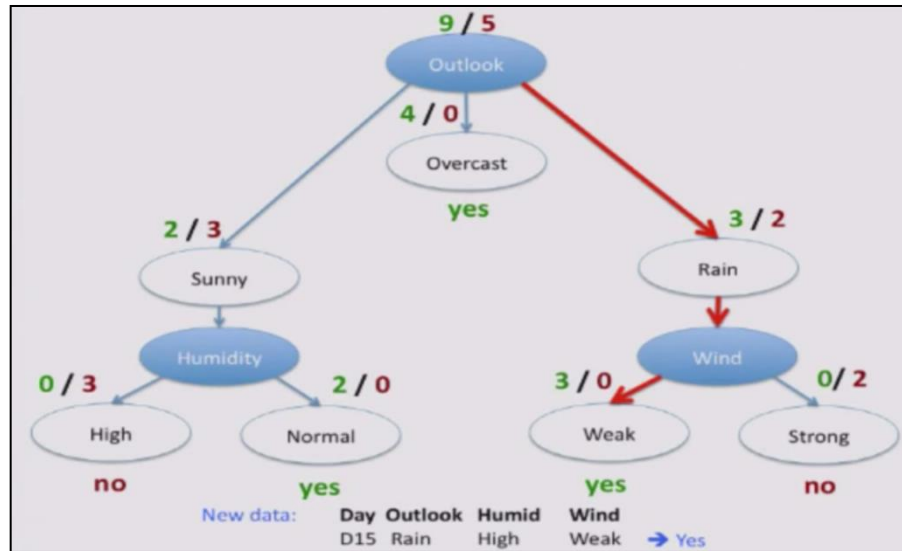 9 / 5
Outlook
4 / 0
Overcast
yes
2 / 3
3 / 2
Sunny
Rain
Humidity
Wind
0 / 3
2 / 0
3 / 0
0/ 2
High
Normal
Weak
Strong
no
yes
yes
no
New data: Day Outlook Humid Wind
D15 Rain High Weak ➔ Yes